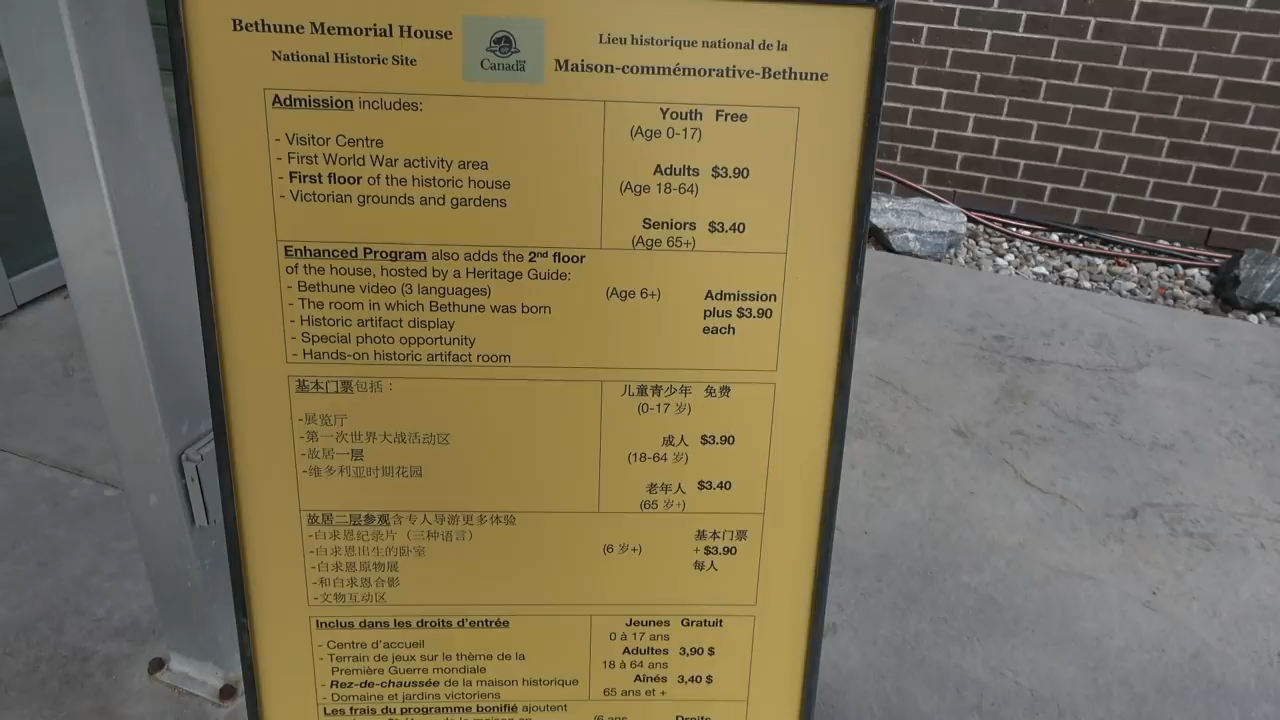 Bethune Memorial House
National Historic Site
Canada
Lieu historique national de la
Maison-commémorative-Bethune
Admission includes:
- Visitor Centre
- First World War activity area
- First floor of the historic house
- Victorian grounds and gardens
Youth Free
(Age 0-17)
Adults $3.90
(Age 18-64)
Seniors $3.40
(Age 65+)
Enhanced Program also adds the 2nd floor
of the house, hosted by a Heritage Guide:
- Bethune video (3 languages)
- The room in which Bethune was born
- Historic artifact display
- Special photo opportunity
- Hands-on historic artifact room
(Age 6+)
Admission
plus $3.90
each
基本门票包括：
-展览厅
-第一次世界大战活动区
-故居一层
-维多利亚时期花园
儿童青少年 免费
(0-17 岁)
成人 $3.90
(18-64 岁)
老年人 $3.40
(65 岁+)
故居二层参观含专人导游更多体验
-白求恩纪录片（三种语言）
-白求恩出生的卧室
-白求恩原物展
-和白求恩合影
-文物互动区
(6 岁+)
基本门票
+ $3.90
每人
Inclus dans les droits d'entrée
- Centre d'accueil
- Terrain de jeux sur le thème de la
Première Guerre mondiale
- Rez-de-chaussée de la maison historique
- Domaine et jardins victoriens
Jeunes Gratuit
0 à 17 ans
Adultes 3,90 $
18 à 64 ans
Aînés 3,40 $
65 ans et +
Les frais du programme bonifié ajoutent
(6 ans
Droits